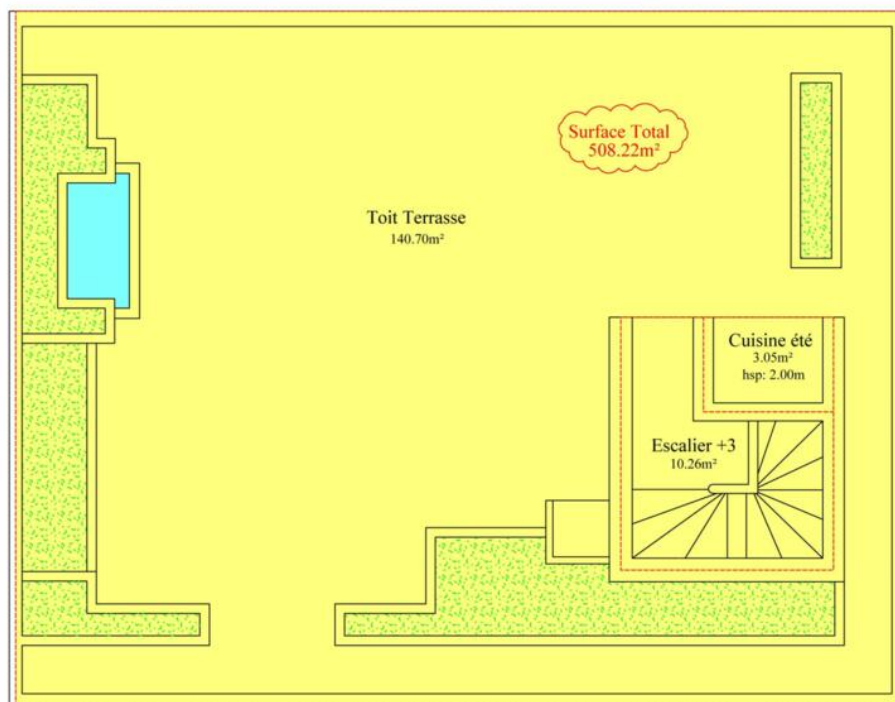 Surface Total
508.22m²
Toit Terrasse
140.70m²
Cuisine été
3.05m²
hsp: 2.00m
Escalier +3
10.26m²